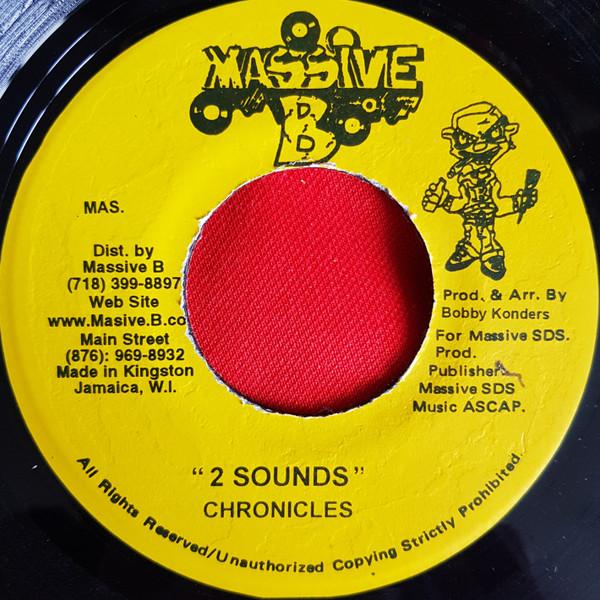 MASSIVE
B
MAS.
Dist. by
Massive B
(718) 399-8897
Web Site
www.Masive.B.co
Main Street
(876): 969-8932
Made in Kingston
Jamaica, W.I.
Prod. & Arr. By
Bobby Konders
For Massive SDS.
Prod.
Publisher
Massive SDS
Music ASCAP.
"2 SOUNDS"
CHRONICLES
All Rights Reserved/Unauthorized Copying Strictly Prohibited